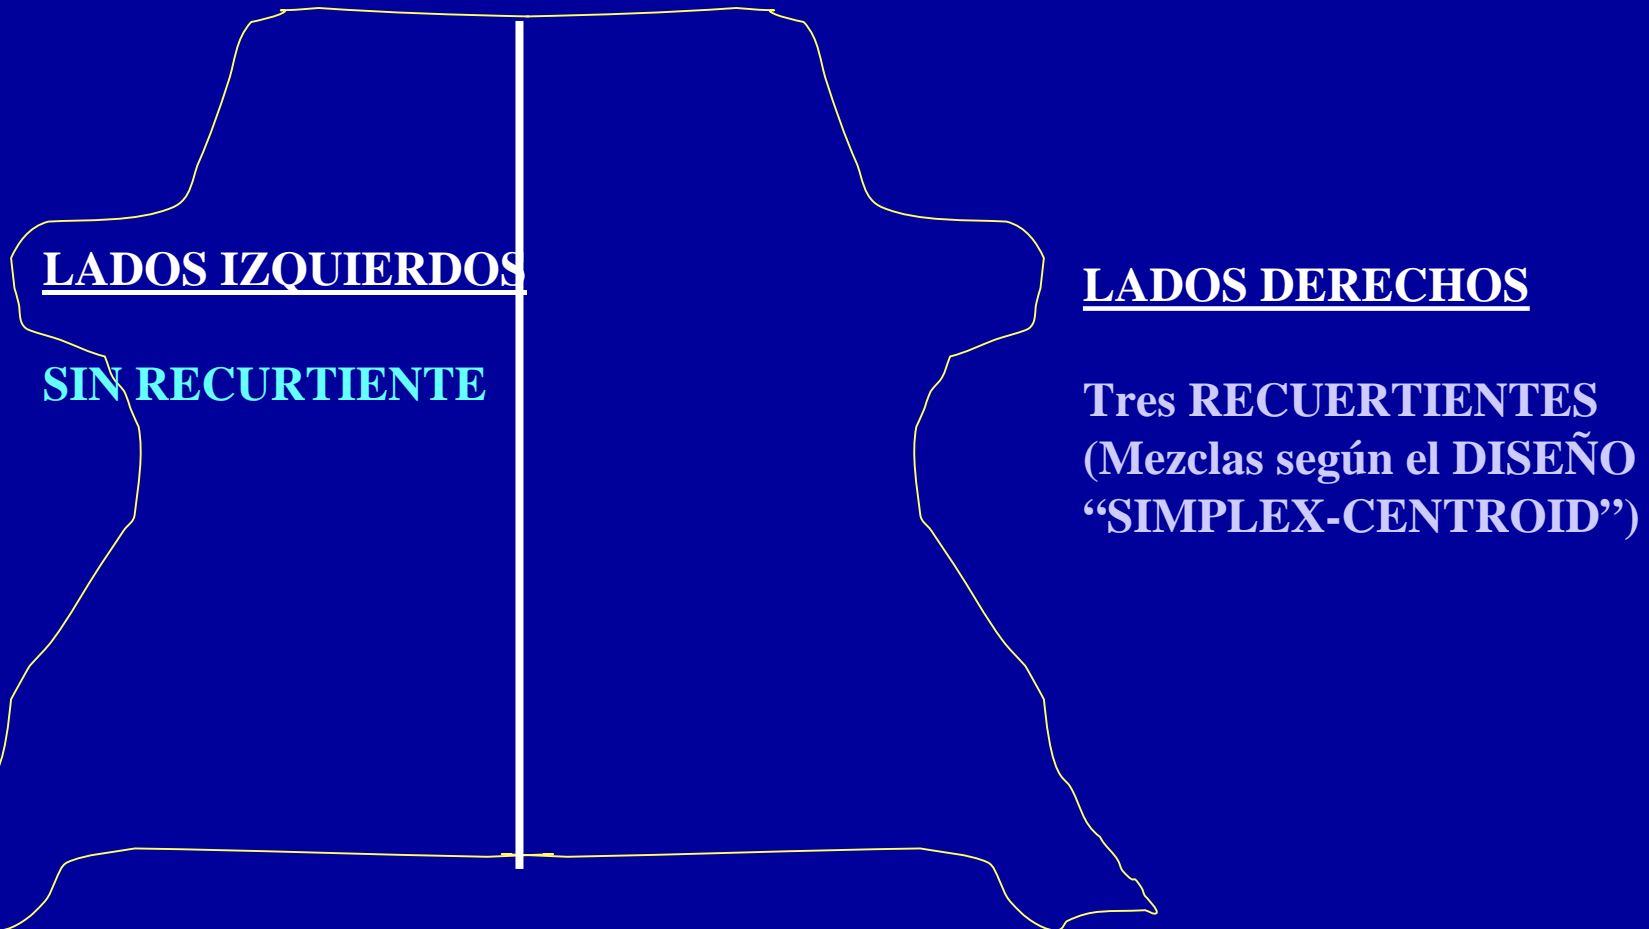 LADOS IZQUIERDOS
SIN RECURTIENTE
LADOS DERECHOS
Tres RECUERTIENTES
(Mezclas según el DISEÑO
“SIMPLEX-CENTROID”)